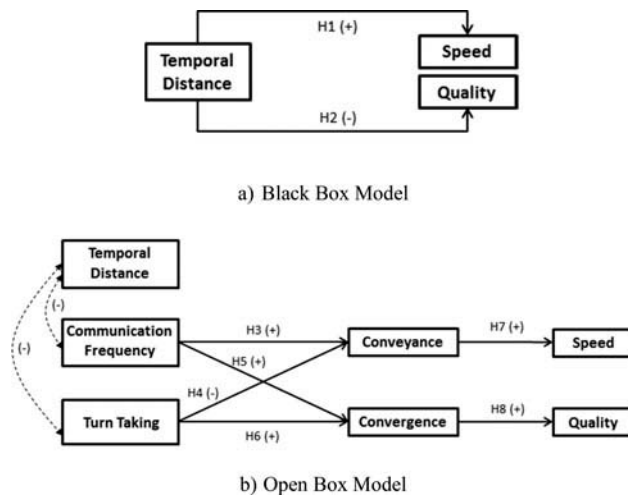 H1 (+)
Temporal
Distance
Speed
Quality
H2 (-)
a) Black Box Model
Temporal
Distance
(-)
(-)
Communication
Frequency
H3 (+)
Conveyance
H7 (+)
Speed
H5 (+)
H4 (-)
Turn Taking
H6 (+)
Convergence
H8 (+)
Quality
b) Open Box Model